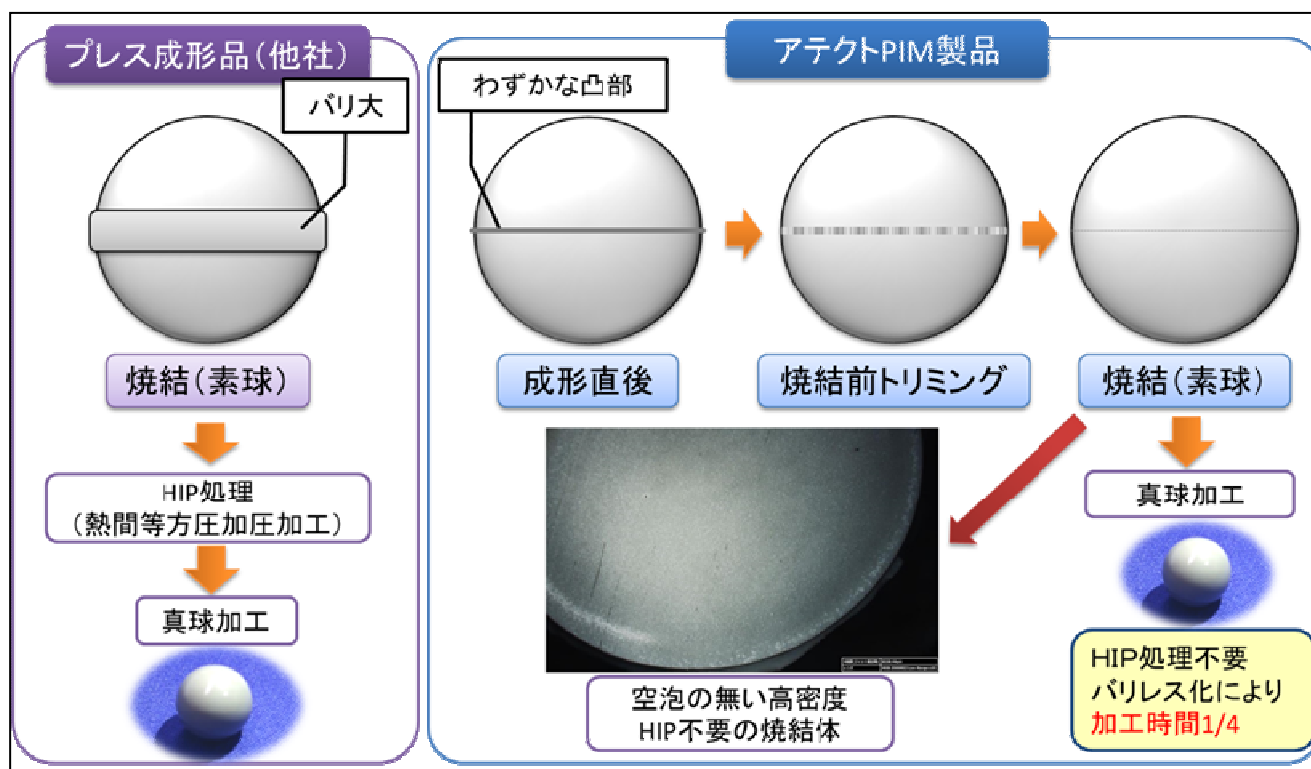 プレス成形品（他社）
バリ大
焼結（素球）
HIP処理
（熱間等方圧加圧加工）
真球加工
アテクトPIM製品
わずかな凸部
成形直後
焼結前トリミング
焼結（素球）
真球加工
空泡の無い高密度
HIP不要の焼結体
HIP処理不要
バリレス化により
加工時間1/4